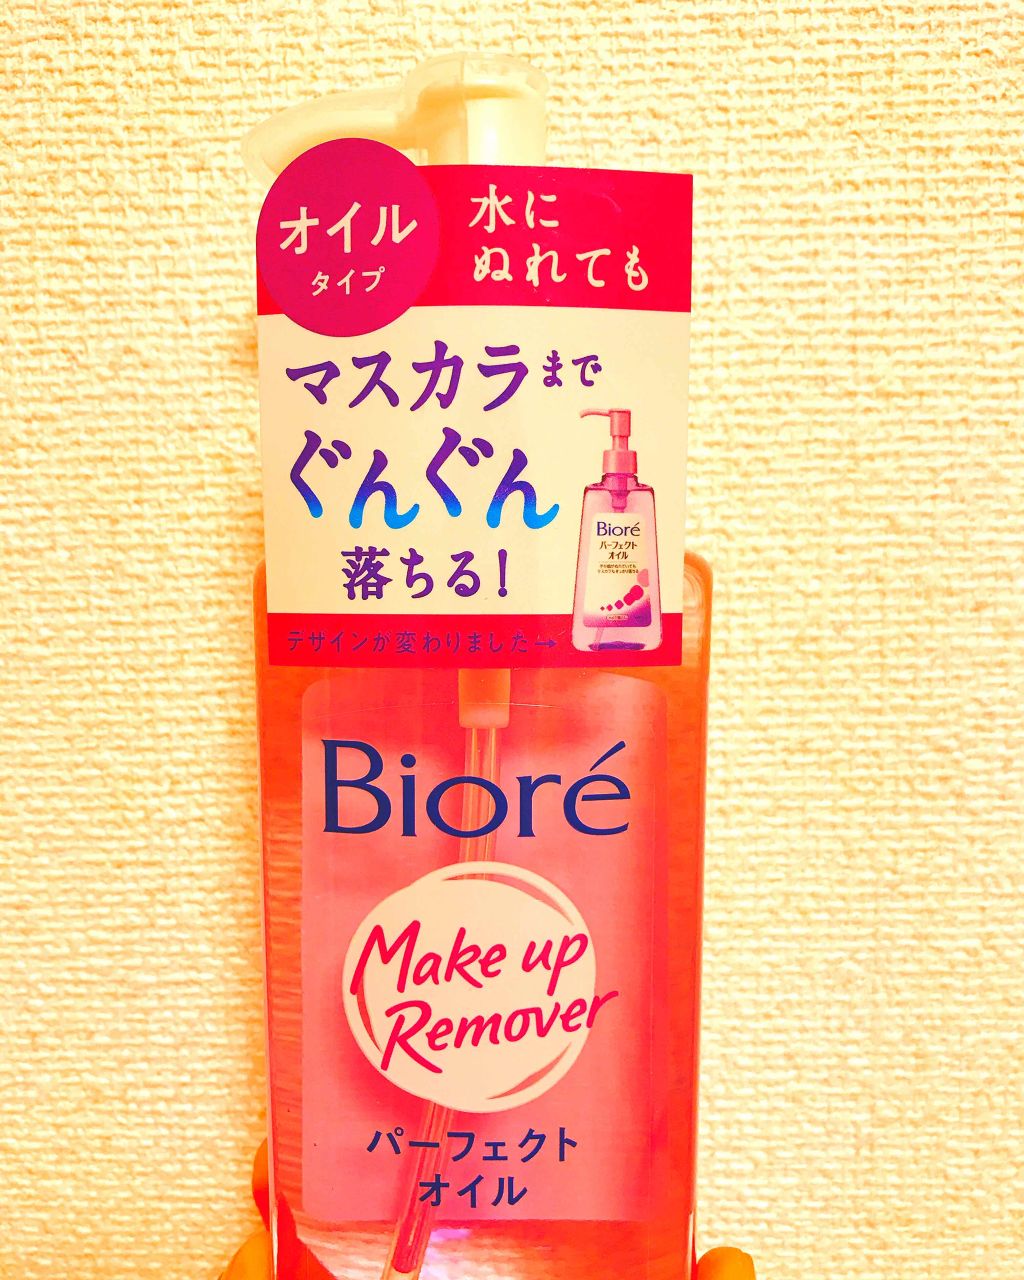 オイル
タイプ
水に
ぬれても
マスカラまで
ぐんぐん
落ちる!
Bioré
パーフェクト
オイル
デザインが変わりました→
Bioré
Make up
Remover
パーフェクト
オイル